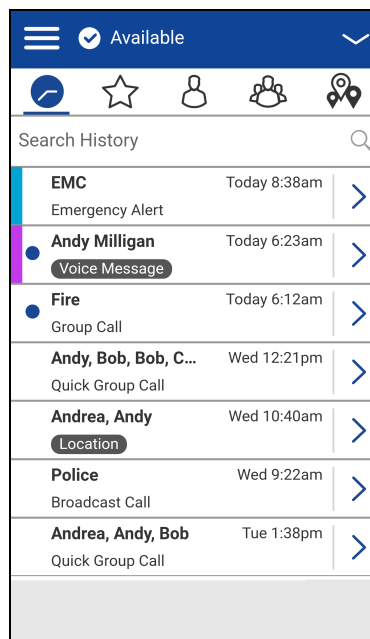 Available
Search History
EMC Today 8:38am
Emergency Alert
Andy Milligan Today 6:23am
Voice Message
Fire Today 6:12am
Group Call
Andy, Bob, Bob, C... Wed 12:21pm
Quick Group Call
Andrea, Andy Wed 10:40am
Location
Police Wed 9:22am
Broadcast Call
Andrea, Andy, Bob Tue 1:38pm
Quick Group Call